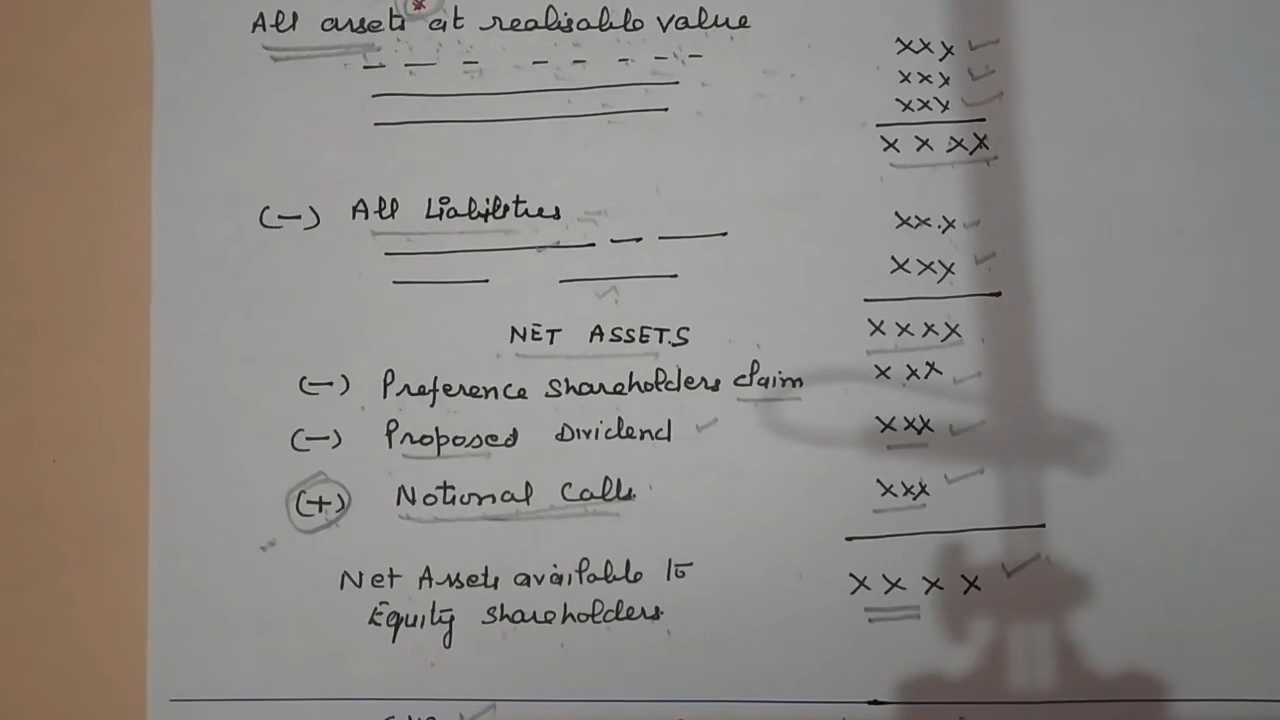 All assets at realisable value
xxx
xxx
xxx
xxxx
(-) All Liabilities xx.x
xxx
NET ASSETS xxxx
(-) Preference shareholders claim xxx
(-) Proposed Dividend xxx
(+) Notional Calls xxx
Net Assets available to xxxx
Equity shareholders